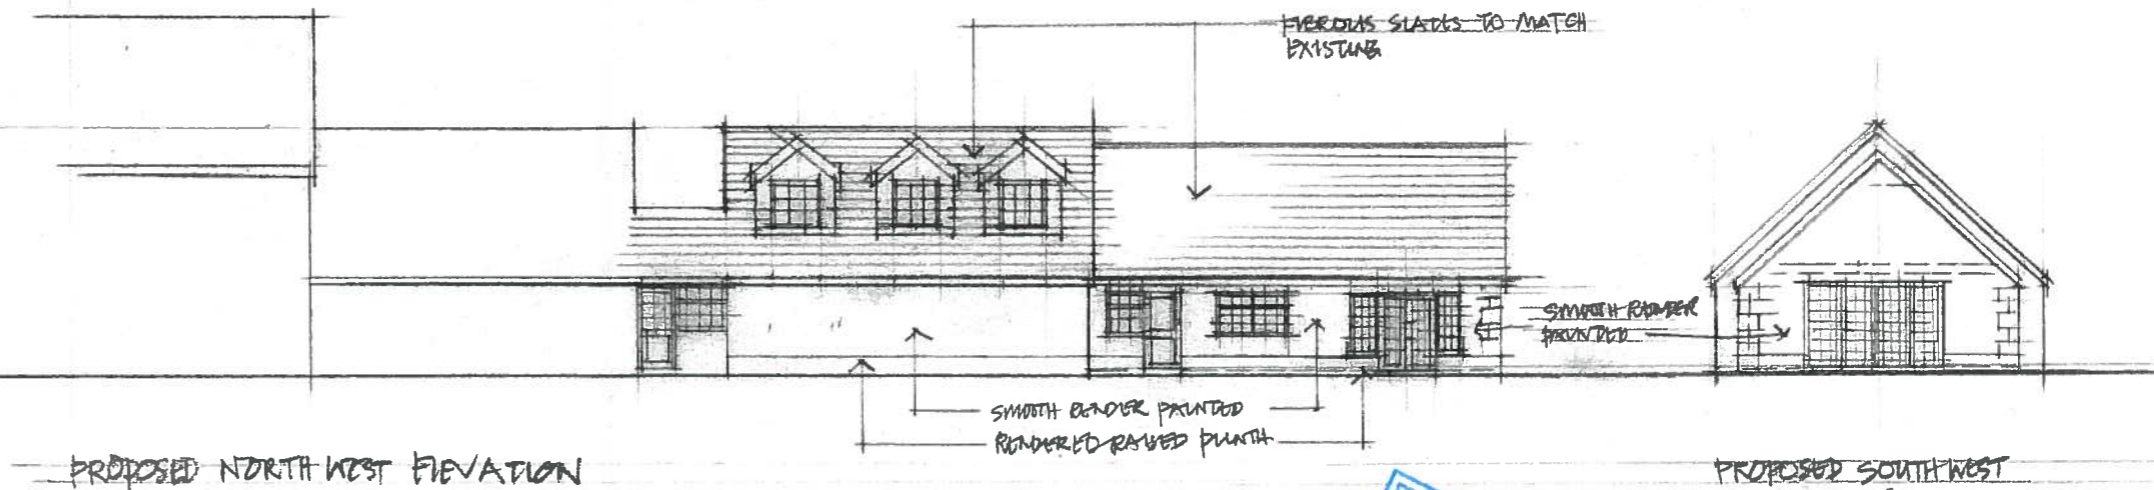 FIBROUS SLATES TO MATCH
EXISTING
SMOOTH RENDER
PAINTED
SMOOTH RENDER PAINTED
RENDERED RAISED PLINTH
PROPOSED NORTH WEST ELEVATION
PROPOSED SOUTH WEST